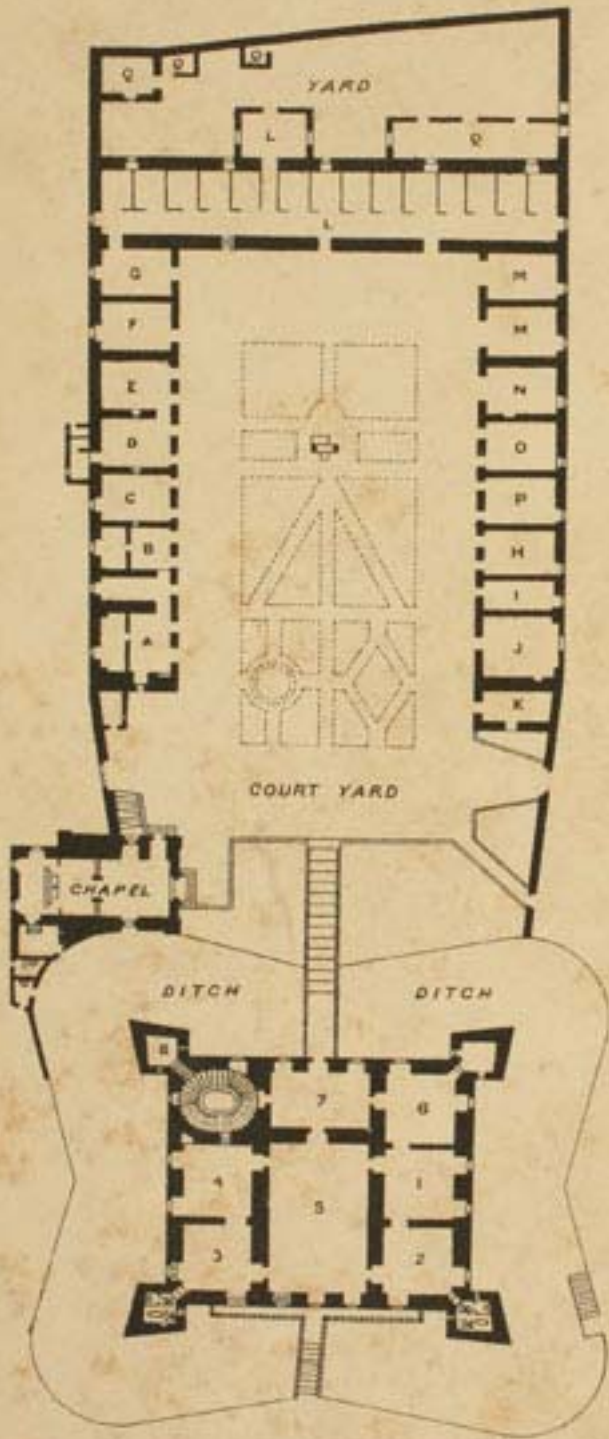 Q Q Q
YARD
L Q
L
G M
F M
E N
D O
C P
B H
I
A J
K
COURT YARD
CHAPEL
DITCH DITCH
8
7 6
4 1
5
3 2